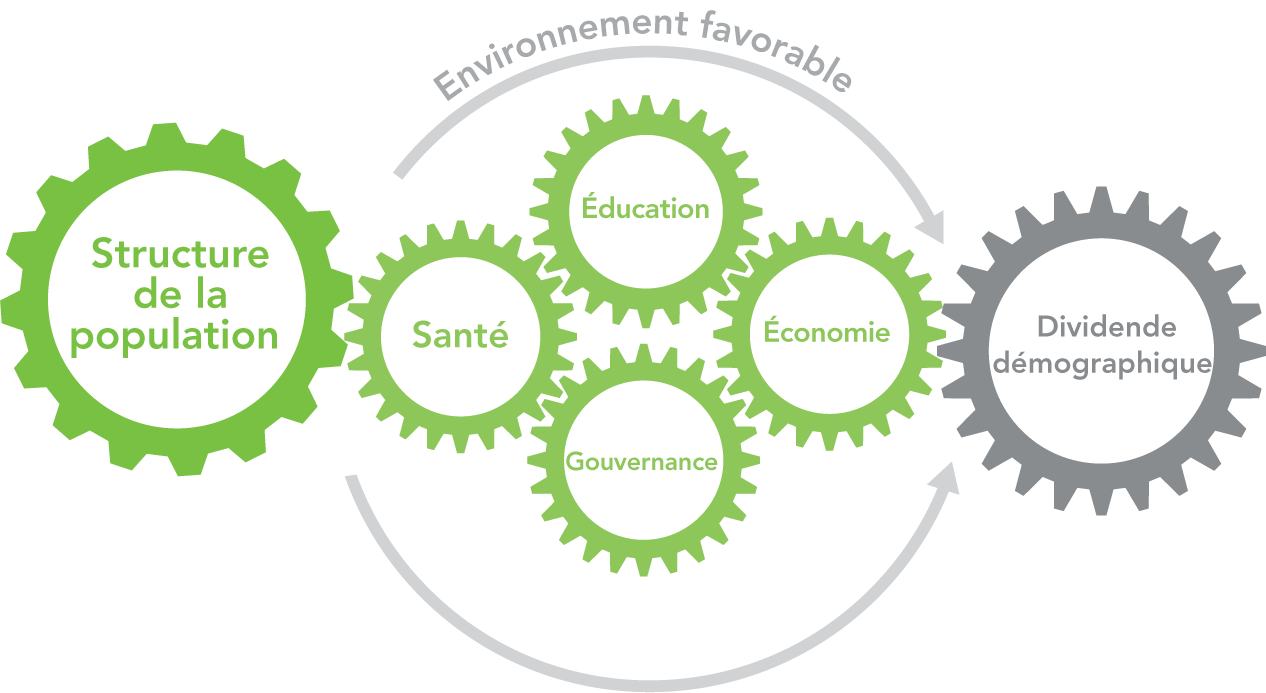 Environnement favorable
Structure
de la
population
Santé
Éducation
Gouvernance
Économie
Dividende
démographique